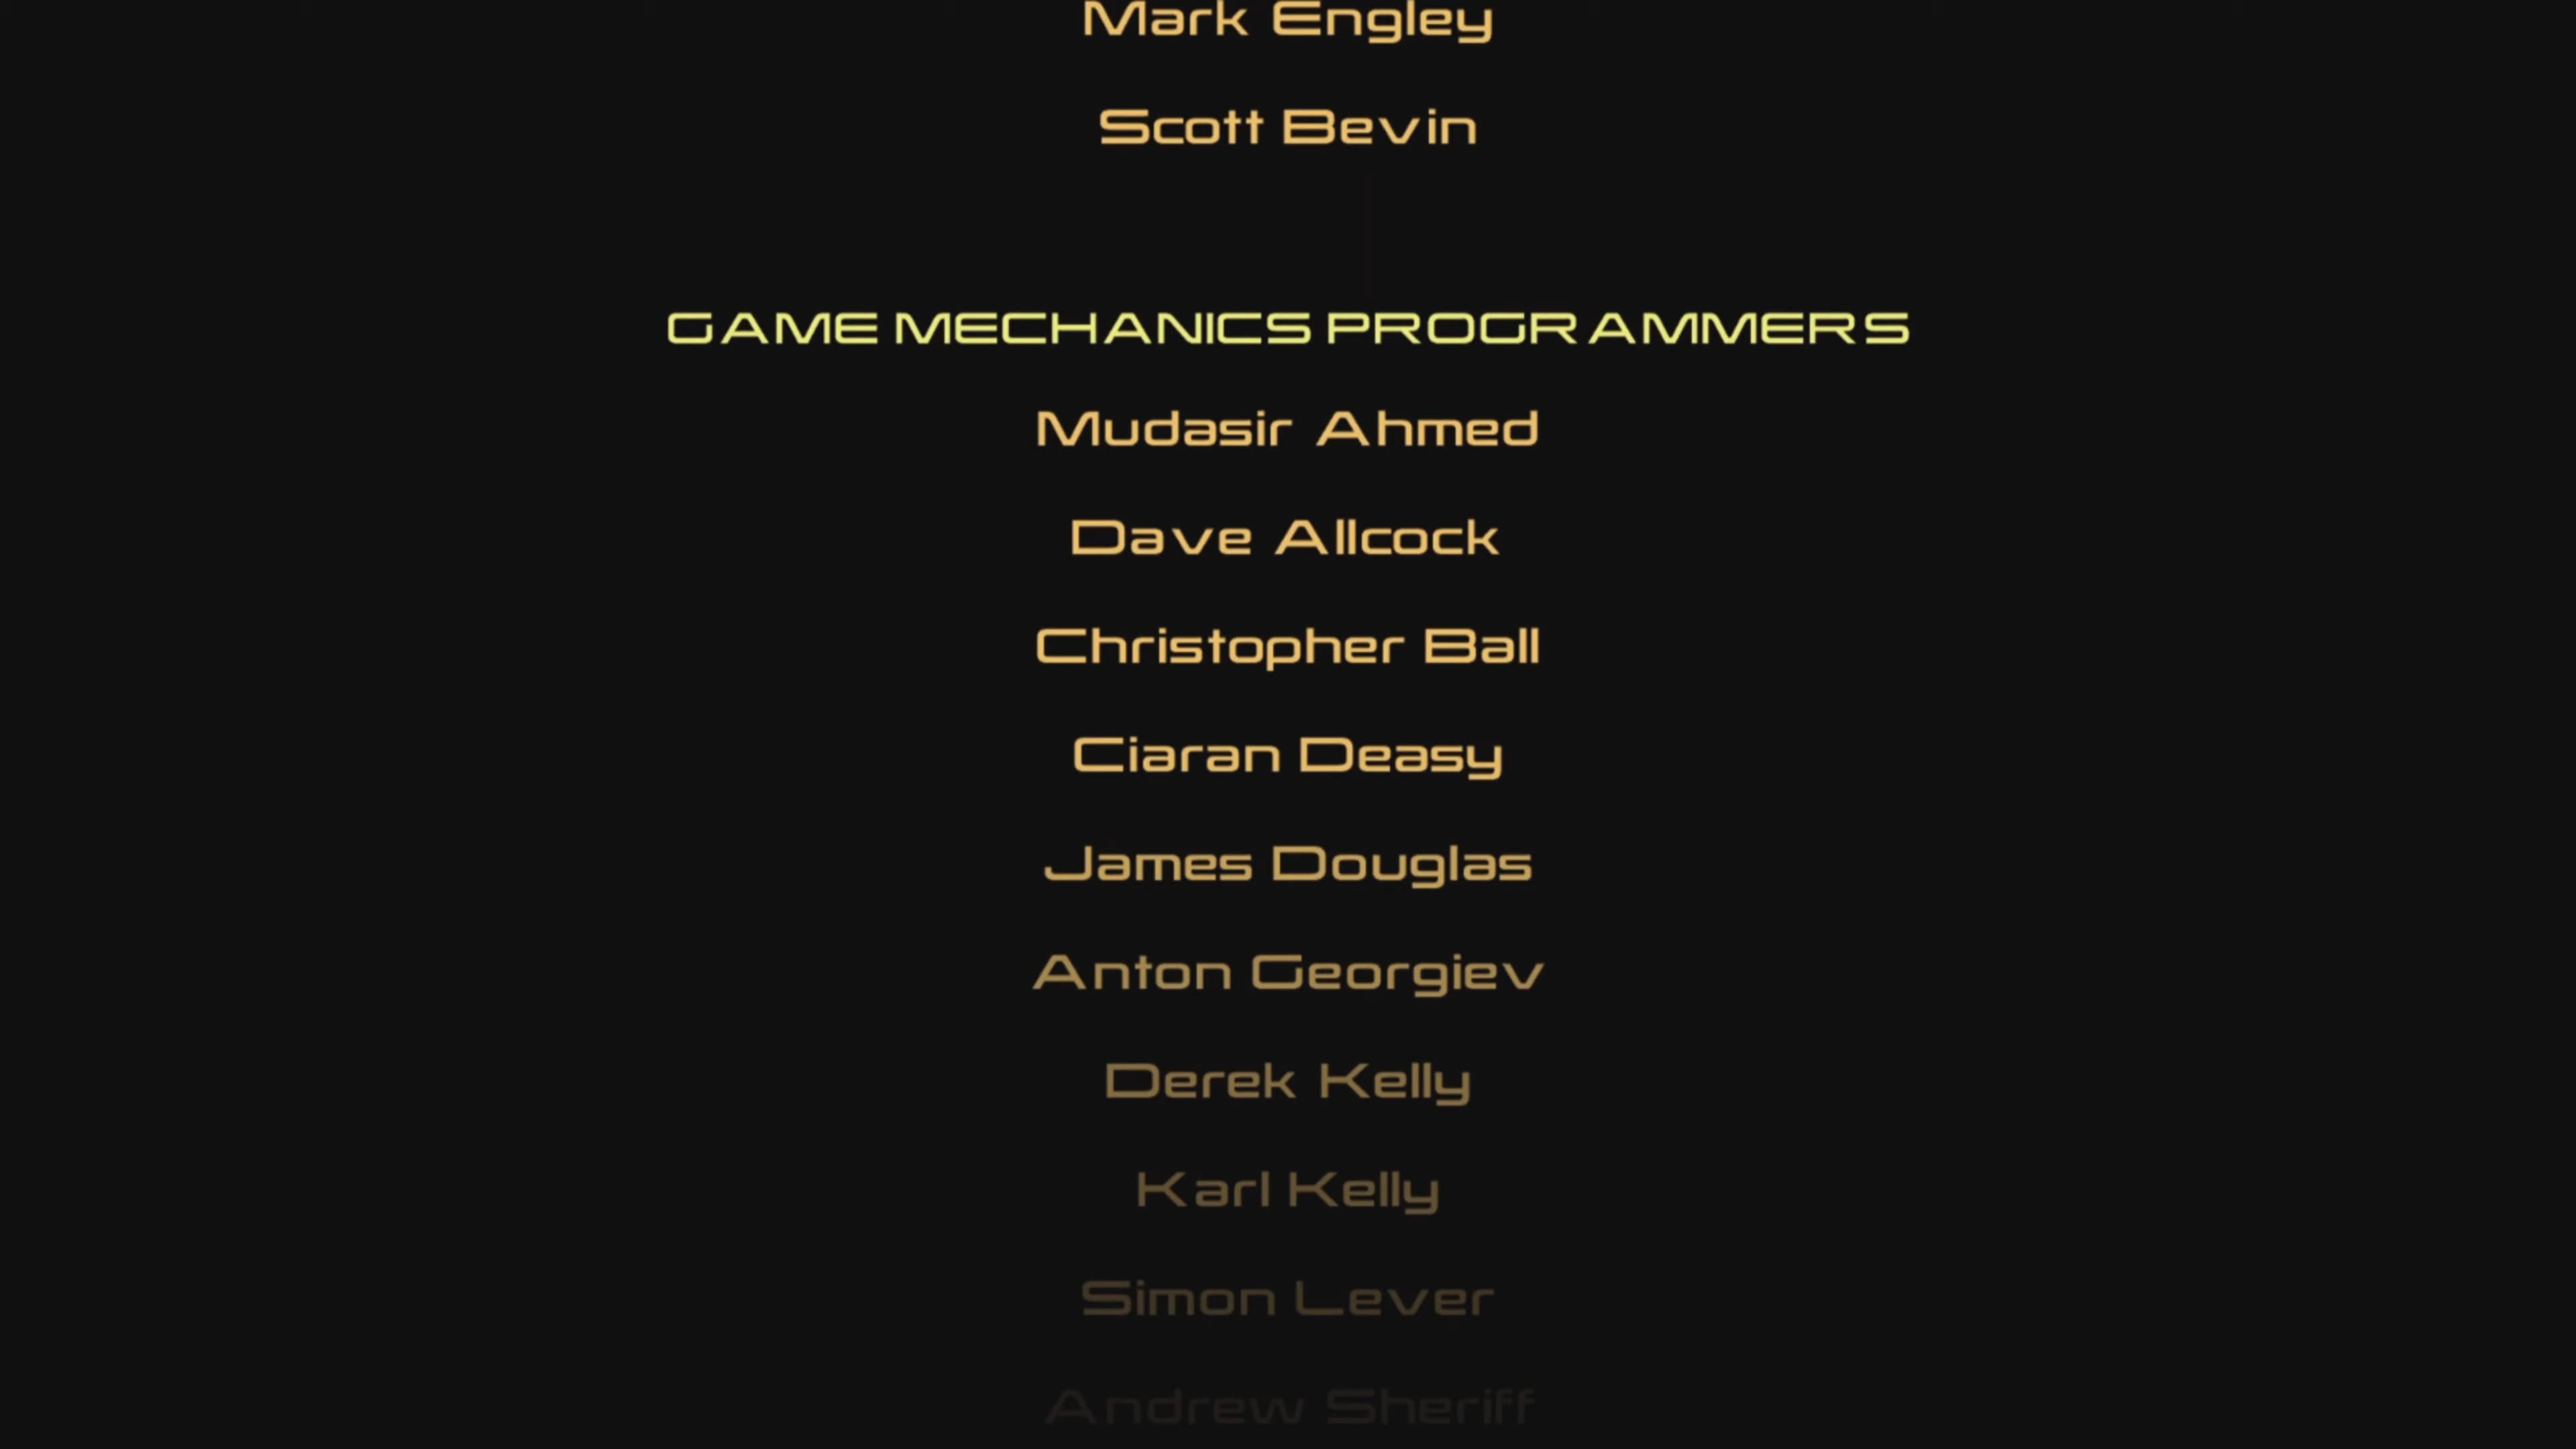 Mark Engley
Scott Bevin
GAME MECHANICS PROGRAMMERS
Mudasir Ahmed
Dave Allcock
Christopher Ball
Ciaran Deasy
James Douglas
Anton Georgiev
Derek Kelly
Karl Kelly
Simon Lever
Andrew Sheriff